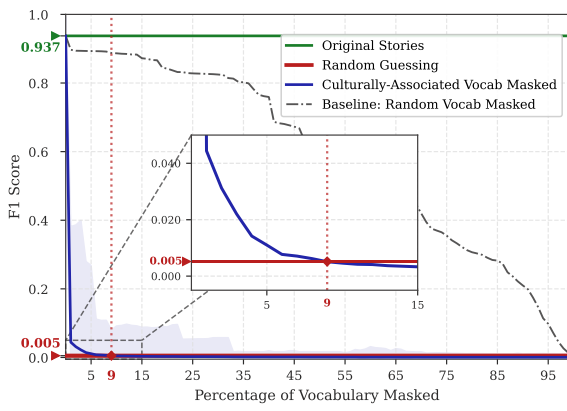 1.0
0.937
0.8
0.6
0.4
0.2
0.005
0.0
F1 Score
Original Stories
Random Guessing
Culturally-Associated Vocab Masked
Baseline: Random Vocab Masked
0.040
0.020
0.005
0.000
5 9 15
5 9 15 25 35 45 55 65 75 85 95
Percentage of Vocabulary Masked